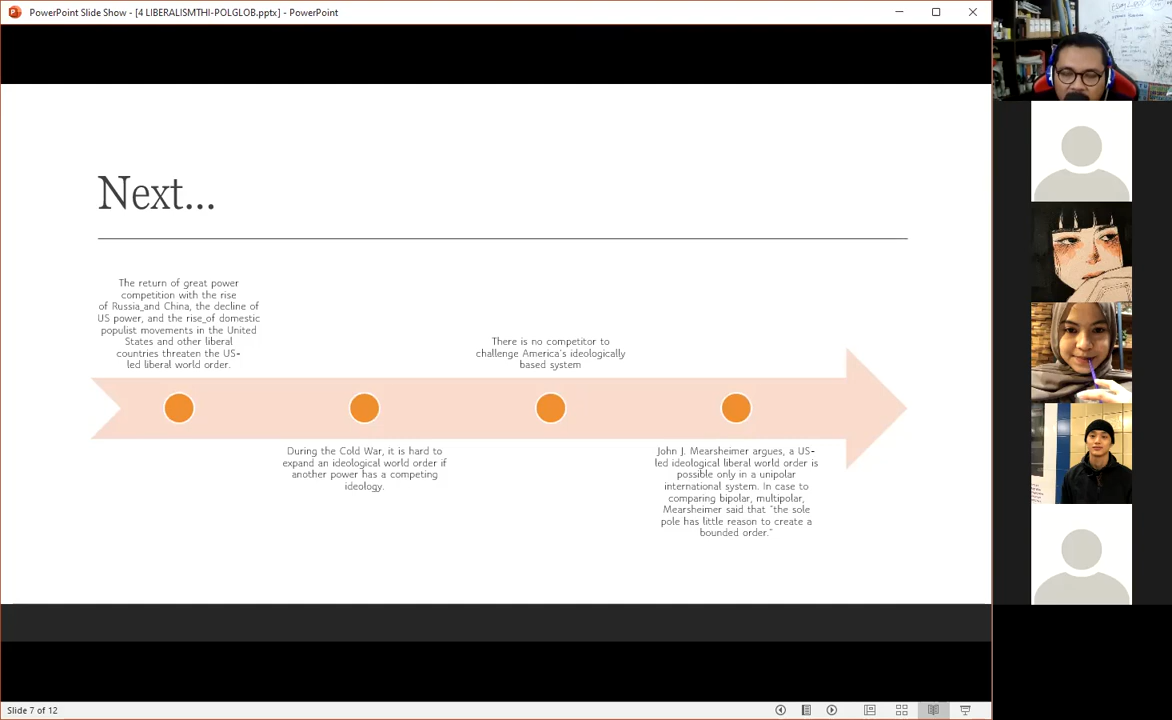 PowerPoint Slide Show - [4 LIBERALISMTHI-POLGLOB.pptx] - PowerPoint
Next...
The return of great power
competition with the rise
of Russia and China, the decline of
US power, and the rise of domestic
populist movements in the United
States and other liberal
countries threaten the US-
led liberal world order.
During the Cold War, it is hard to
expand an ideological world order if
another power has a competing
ideology.
There is no competitor to
challenge America's ideologically
based system
John J. Mearsheimer argues, a US-
led ideological liberal world order is
possible only in a unipolar
international system. In case to
comparing bipolar, multipolar,
Mearsheimer said that "the sole
pole has little reason to create a
bounded order."
Slide 7 of 12